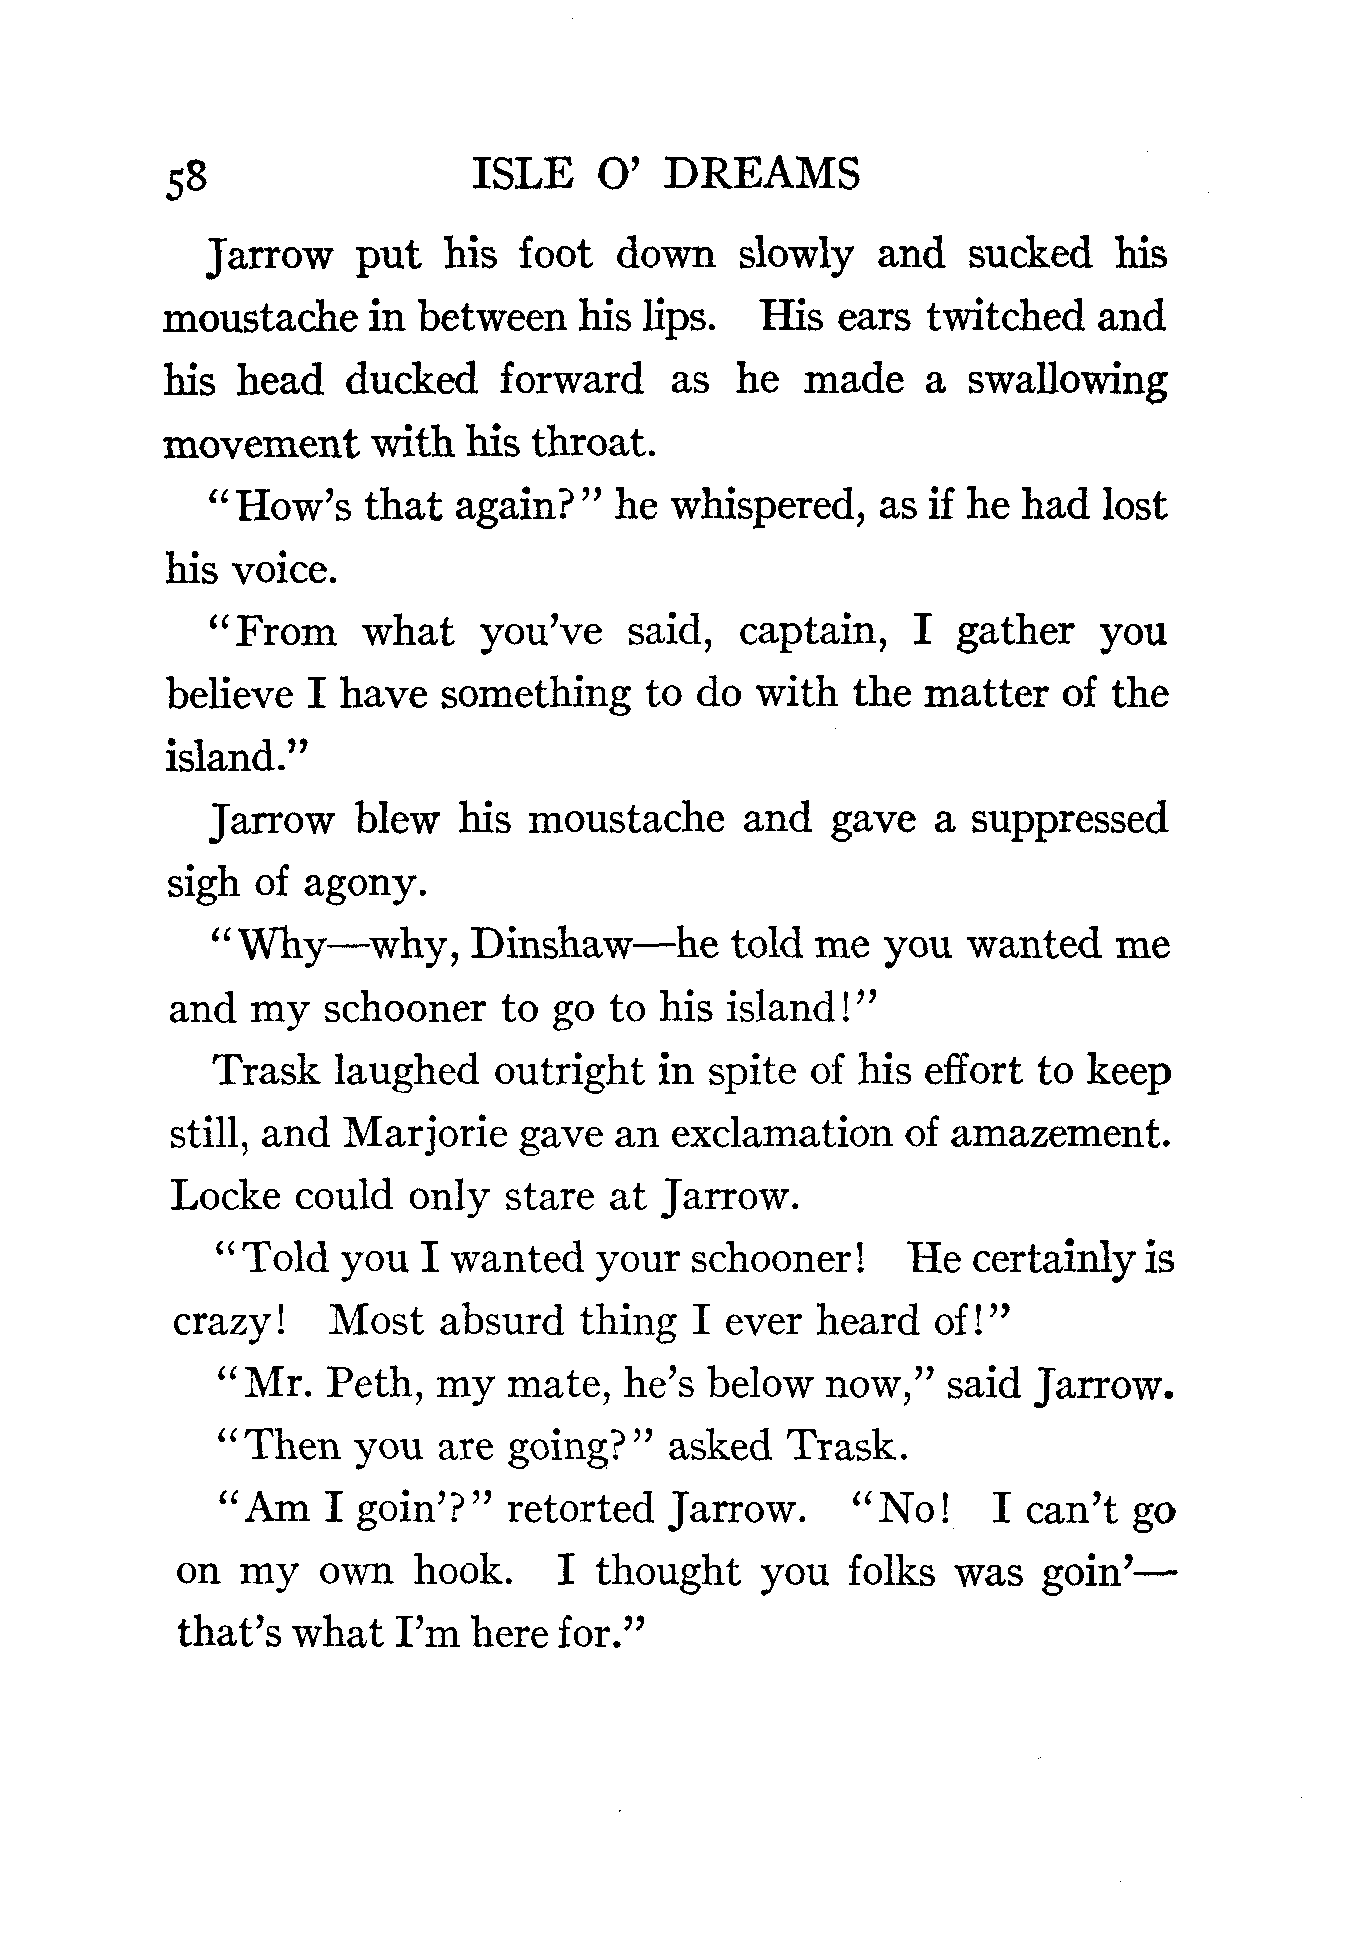 58 ISLE O’ DREAMS
Jarrow put his foot down slowly and sucked his
moustache in between his lips. His ears twitched and
his head ducked forward as he made a swallowing
movement with his throat.
“How’s that again?” he whispered, as if he had lost
his voice.
“From what you’ve said, captain, I gather you
believe I have something to do with the matter of the
island.”
Jarrow blew his moustache and gave a suppressed
sigh of agony.
“Why—why, Dinshaw—he told me you wanted me
and my schooner to go to his island!”
Trask laughed outright in spite of his effort to keep
still, and Marjorie gave an exclamation of amazement.
Locke could only stare at Jarrow.
“Told you I wanted your schooner! He certainly is
crazy! Most absurd thing I ever heard of!”
“Mr. Peth, my mate, he’s below now,” said Jarrow.
“Then you are going?” asked Trask.
“Am I goin’?” retorted Jarrow. “No! I can’t go
on my own hook. I thought you folks was goin’—
that’s what I’m here for.”